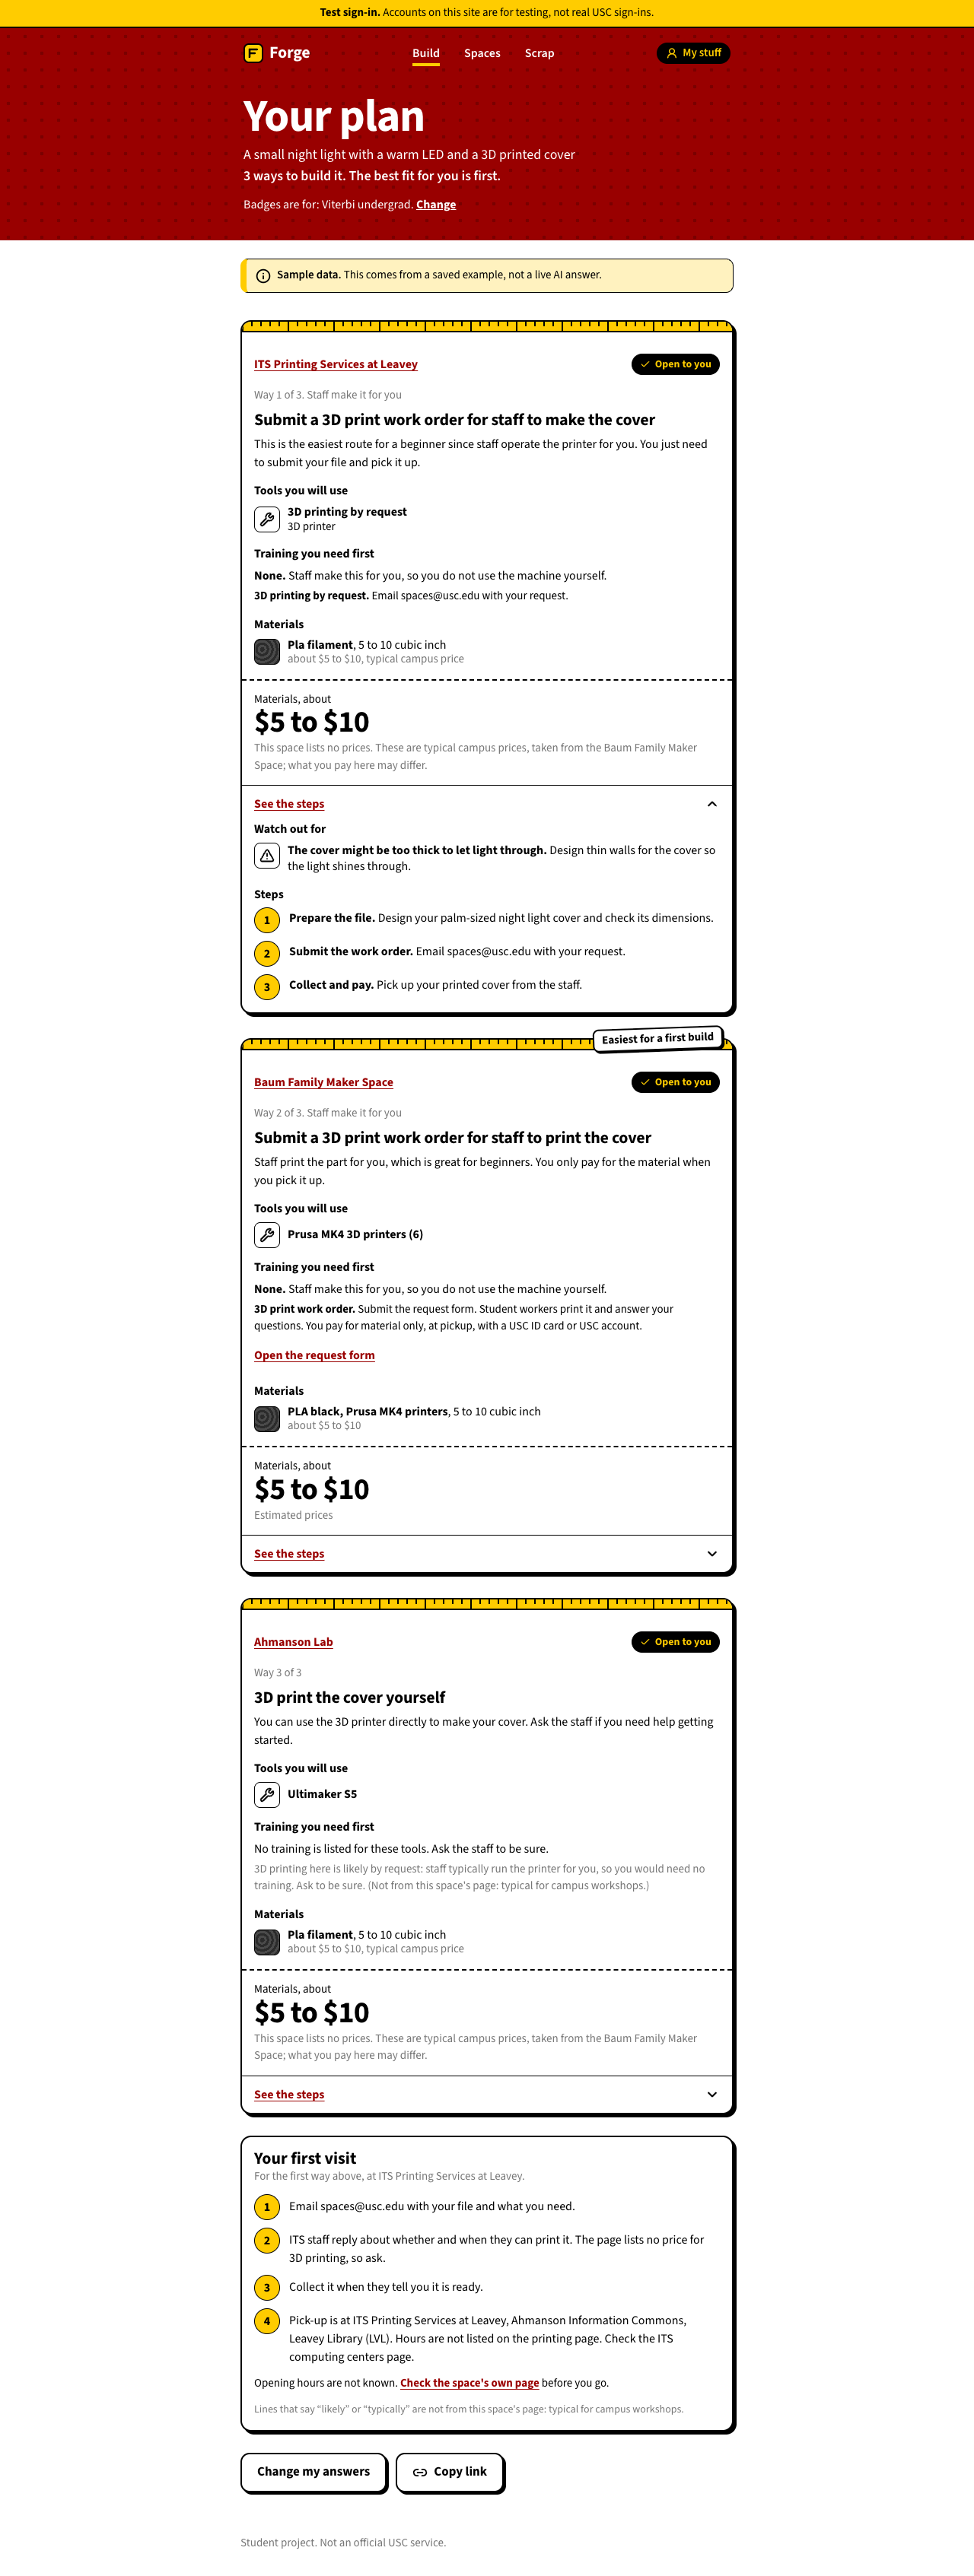 Test sign-in. Accounts on this site are for testing, not real USC sign-ins.
F Forge
Build Spaces Scrap
My stuff
Your plan
A small night light with a warm LED and a 3D printed cover
3 ways to build it. The best fit for you is first.
Badges are for: Viterbi undergrad. Change
Sample data. This comes from a saved example, not a live AI answer.
ITS Printing Services at Leavey
Open to you
Way 1 of 3. Staff make it for you
Submit a 3D print work order for staff to make the cover
This is the easiest route for a beginner since staff operate the printer for you. You just need
to submit your file and pick it up.
Tools you will use
3D printing by request
3D printer
Training you need first
None. Staff make this for you, so you do not use the machine yourself.
3D printing by request. Email spaces@usc.edu with your request.
Materials
Pla filament, 5 to 10 cubic inch
about $5 to $10, typical campus price
Materials, about
$5 to $10
This space lists no prices. These are typical campus prices, taken from the Baum Family Maker
Space; what you pay here may differ.
See the steps
Watch out for
The cover might be too thick to let light through. Design thin walls for the cover so
the light shines through.
Steps
1 Prepare the file. Design your palm-sized night light cover and check its dimensions.
2 Submit the work order. Email spaces@usc.edu with your request.
3 Collect and pay. Pick up your printed cover from the staff.
Easiest for a first build
Baum Family Maker Space
Open to you
Way 2 of 3. Staff make it for you
Submit a 3D print work order for staff to print the cover
Staff print the part for you, which is great for beginners. You only pay for the material when
you pick it up.
Tools you will use
Prusa MK4 3D printers (6)
Training you need first
None. Staff make this for you, so you do not use the machine yourself.
3D print work order. Submit the request form. Student workers print it and answer your
questions. You pay for material only, at pickup, with a USC ID card or USC account.
Open the request form
Materials
PLA black, Prusa MK4 printers, 5 to 10 cubic inch
about $5 to $10
Materials, about
$5 to $10
Estimated prices
See the steps
Ahmanson Lab
Open to you
Way 3 of 3
3D print the cover yourself
You can use the 3D printer directly to make your cover. Ask the staff if you need help getting
started.
Tools you will use
Ultimaker S5
Training you need first
No training is listed for these tools. Ask the staff to be sure.
3D printing here is likely by request: staff typically run the printer for you, so you would need no
training. Ask to be sure. (Not from this space's page: typical for campus workshops.)
Materials
Pla filament, 5 to 10 cubic inch
about $5 to $10, typical campus price
Materials, about
$5 to $10
This space lists no prices. These are typical campus prices, taken from the Baum Family Maker
Space; what you pay here may differ.
See the steps
Your first visit
For the first way above, at ITS Printing Services at Leavey.
1 Email spaces@usc.edu with your file and what you need.
2 ITS staff reply about whether and when they can print it. The page lists no price for
3D printing, so ask.
3 Collect it when they tell you it is ready.
4 Pick-up is at ITS Printing Services at Leavey, Ahmanson Information Commons,
Leavey Library (LVL). Hours are not listed on the printing page. Check the ITS
computing centers page.
Opening hours are not known. Check the space's own page before you go.
Lines that say “likely” or “typically” are not from this space's page: typical for campus workshops.
Change my answers
Copy link
Student project. Not an official USC service.